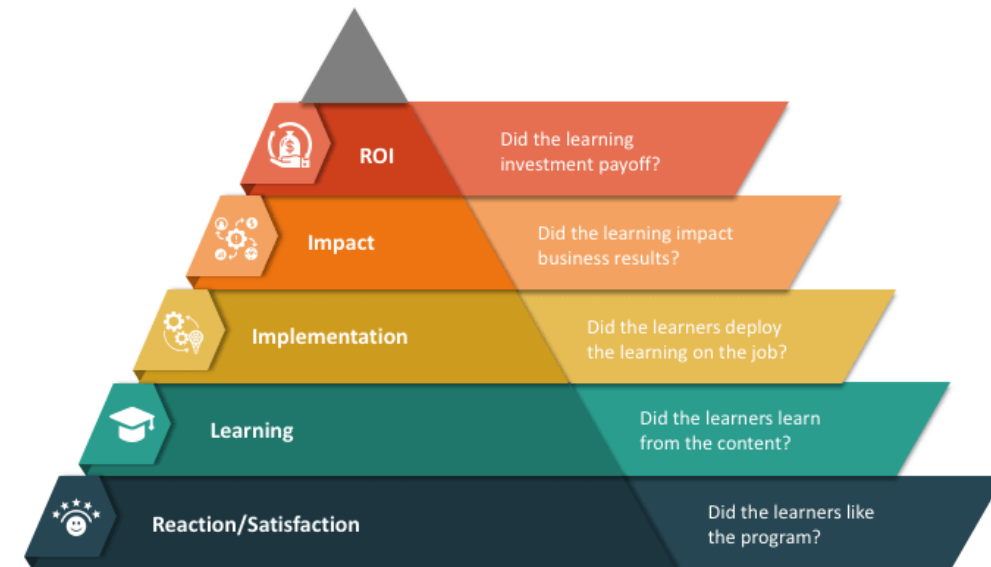 ROI
Did the learning
investment payoff?
Impact
Did the learning impact
business results?
Implementation
Did the learners deploy
the learning on the job?
Learning
Did the learners learn
from the content?
Reaction/Satisfaction
Did the learners like
the program?